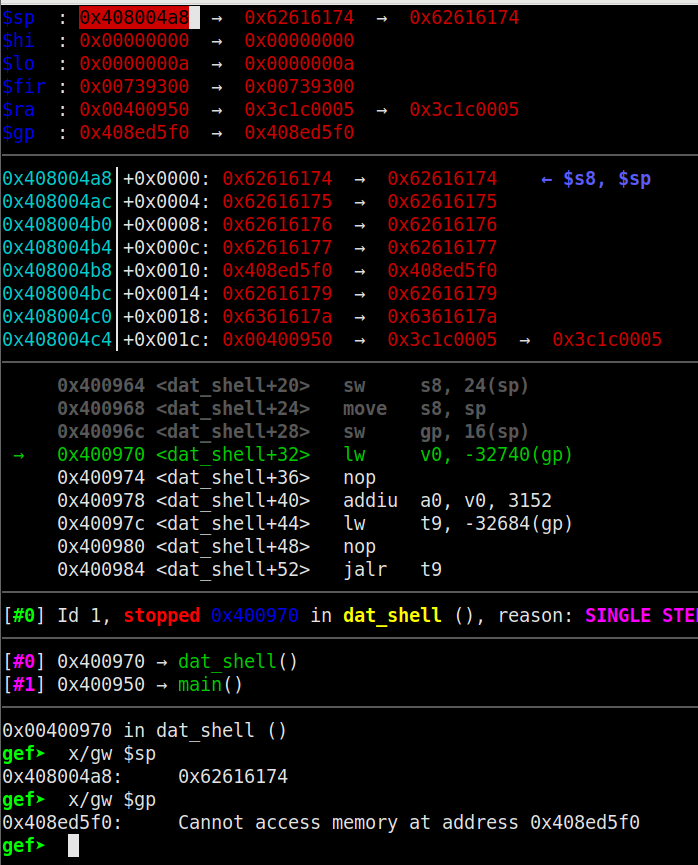 $sp : 0x408004a8 → 0x62616174 → 0x62616174
$hi : 0x00000000 → 0x00000000
$lo : 0x0000000a → 0x0000000a
$fir : 0x00739300 → 0x00739300
$ra : 0x00400950 → 0x3c1c0005 → 0x3c1c0005
$gp : 0x408ed5f0 → 0x408ed5f0
0x408004a8 +0x0000: 0x62616174 → 0x62616174 ← $s8, $sp
0x408004ac +0x0004: 0x62616175 → 0x62616175
0x408004b0 +0x0008: 0x62616176 → 0x62616176
0x408004b4 +0x000c: 0x62616177 → 0x62616177
0x408004b8 +0x0010: 0x408ed5f0 → 0x408ed5f0
0x408004bc +0x0014: 0x62616179 → 0x62616179
0x408004c0 +0x0018: 0x6361617a → 0x6361617a
0x408004c4 +0x001c: 0x00400950 → 0x3c1c0005 → 0x3c1c0005
0x400964 <dat_shell+20> sw s8, 24(sp)
0x400968 <dat_shell+24> move s8, sp
0x40096c <dat_shell+28> sw gp, 16(sp)
→ 0x400970 <dat_shell+32> lw v0, -32740(gp)
0x400974 <dat_shell+36> nop
0x400978 <dat_shell+40> addiu a0, v0, 3152
0x40097c <dat_shell+44> lw t9, -32684(gp)
0x400980 <dat_shell+48> nop
0x400984 <dat_shell+52> jalr t9
[#0] Id 1, stopped 0x400970 in dat_shell (), reason: SINGLE STE
[#0] 0x400970 → dat_shell()
[#1] 0x400950 → main()
0x00400970 in dat_shell ()
gef➤ x/gw $sp
0x408004a8: 0x62616174
gef➤ x/gw $gp
0x408ed5f0: Cannot access memory at address 0x408ed5f0
gef➤